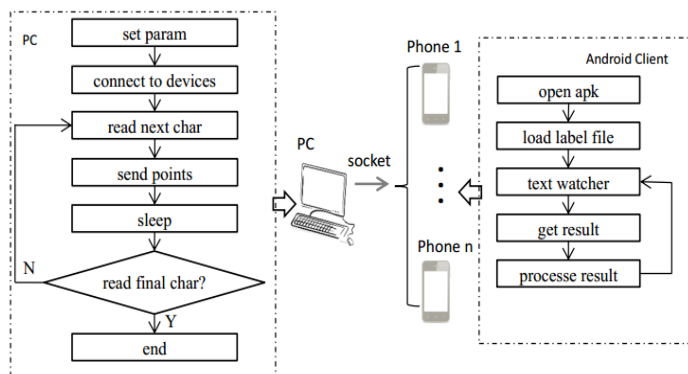 PC
set param
connect to devices
read next char
send points
sleep
N
read final char?
Y
end
PC
socket
Phone 1
Phone n
Android Client
open apk
load label file
text watcher
get result
processe result